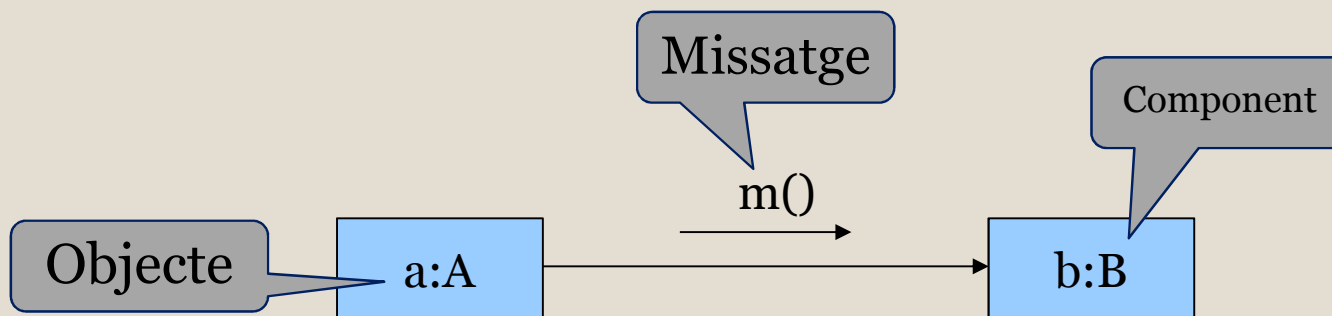 Missatge
Component
m()
Objecte
a:A
b:B